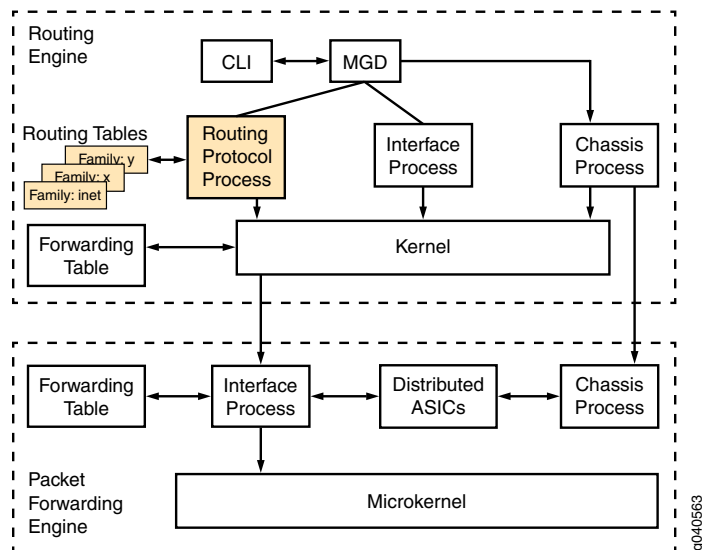 Routing
Engine
CLI
MGD
Routing Tables
Family: y
Family: x
Family: inet
Routing
Protocol
Process
Interface
Process
Chassis
Process
Forwarding
Table
Kernel
Forwarding
Table
Interface
Process
Distributed
ASICs
Chassis
Process
Packet
Forwarding
Engine
Microkernel
g040563